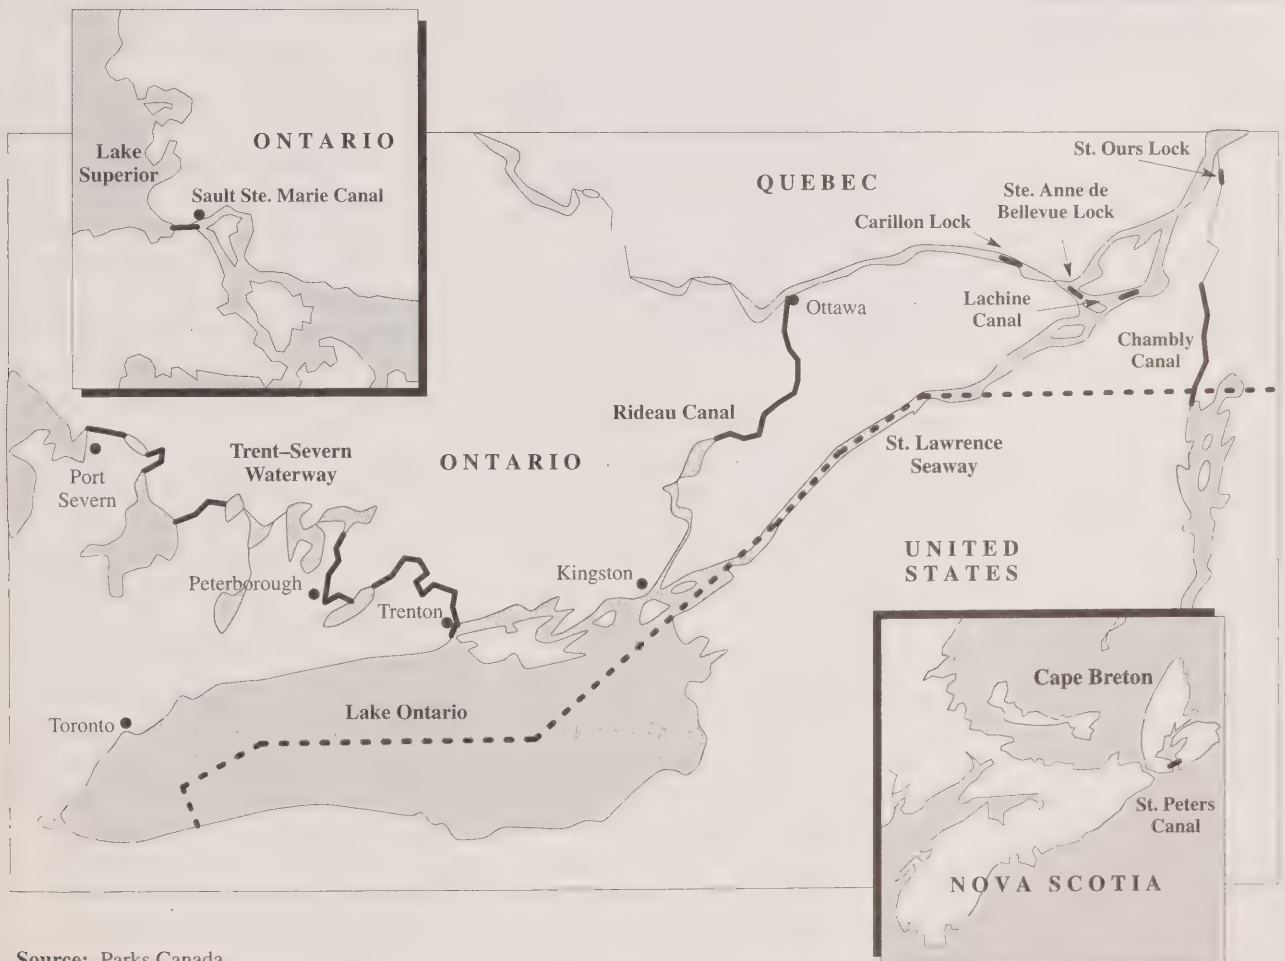 ONTARIO
Lake
Superior
Sault Ste. Marie Canal
QUEBEC
St. Ours Lock
Ste. Anne de
Bellevue Lock
Carillon Lock
Lachine
Canal
Ottawa
Chambly
Canal
Rideau Canal
St. Lawrence
Seaway
Trent–Severn
Waterway
ONTARIO
Port
Severn
UNITED
STATES
Peterborough
Kingston
Trenton
Toronto
Lake Ontario
Cape Breton
St. Peters
Canal
NOVA SCOTIA
Source: Parks Canada